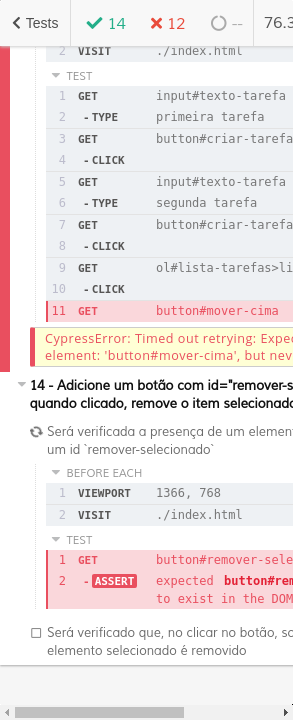 Tests 14 12 -- 76.3
2 VISIT ./index.html
TEST
1 GET input#texto-tarefa
2 -TYPE primeira tarefa
3 GET button#criar-tarefa
4 -CLICK
5 GET input#texto-tarefa
6 -TYPE segunda tarefa
7 GET button#criar-tarefa
8 -CLICK
9 GET ol#lista-tarefas>li
10 -CLICK
11 GET button#mover-cima
CypressError: Timed out retrying: Expec
element: 'button#mover-cima', but nev
14 - Adicione um botão com id="remover-s
quando clicado, remove o item selecionado
Será verificada a presença de um elemen
um id `remover-selecionado`
BEFORE EACH
1 VIEWPORT 1366, 768
2 VISIT ./index.html
TEST
1 GET button#remover-sele
2 -ASSERT expected button#rem
to exist in the DOM
Será verificado que, no clicar no botão, so
elemento selecionado é removido